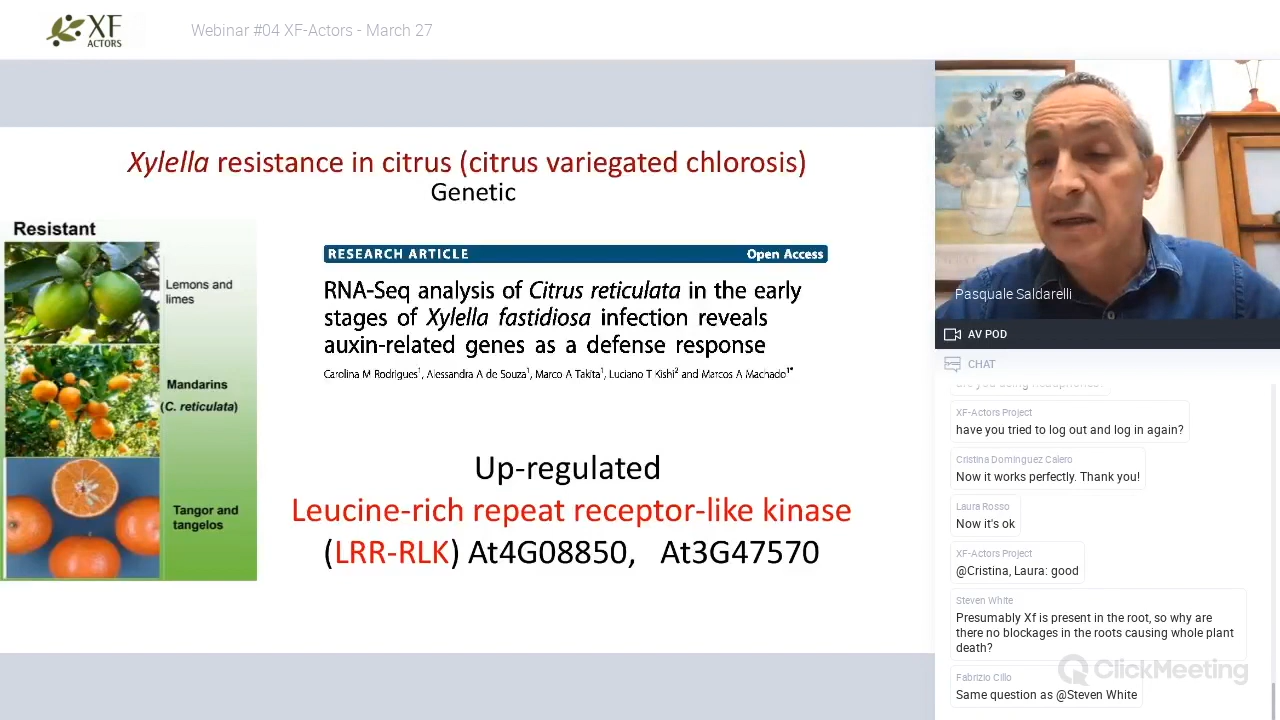 XF
ACTORS
Webinar #04 XF-Actors - March 27
Xylella resistance in citrus (citrus variegated chlorosis)
Genetic
Resistant
Lemons and
limes
Mandarins
(C. reticulata)
Tangor and
tangelos
RESEARCH ARTICLE Open Access
RNA-Seq analysis of Citrus reticulata in the early
stages of Xylella fastidiosa infection reveals
auxin-related genes as a defense response
Carolina M Rodrigues1, Alessandra A de Souza1, Marco A Takita1, Luciano T Kishi2 and Marcos A Machado1*
Up-regulated
Leucine-rich repeat receptor-like kinase
(LRR-RLK) At4G08850, At3G47570
Pasquale Saldarelli
AV POD
CHAT
XF-Actors Project
have you tried to log out and log in again?
Cristina Dominguez Calero
Now it works perfectly. Thank you!
Laura Rosso
Now it's ok
XF-Actors Project
@Cristina, Laura: good
Steven White
Presumably Xf is present in the root, so why are
there no blockages in the roots causing whole plant
death?
Fabrizio Cillo
Same question as @Steven White
ClickMeeting